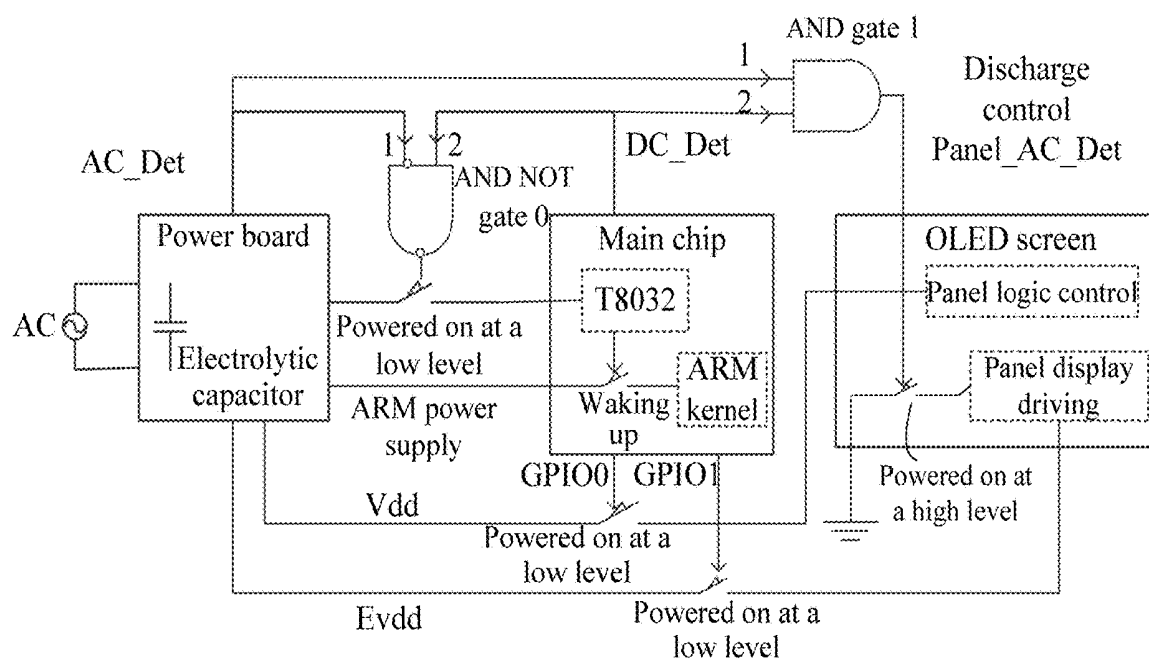 AND gate 1
1
2
Discharge
control
Panel_AC_Det
1
2
DC_Det
AC_Det
AND NOT
gate 0
Power board
Main chip
OLED screen
T8032
Panel logic control
AC
Powered on at a
low level
Electrolytic
capacitor
ARM
kernel
Panel display
driving
Waking
up
ARM power
supply
GPIO0
GPIO1
Powered on at
a high level
Vdd
Powered on at a
low level
Evdd
Powered on at a
low level